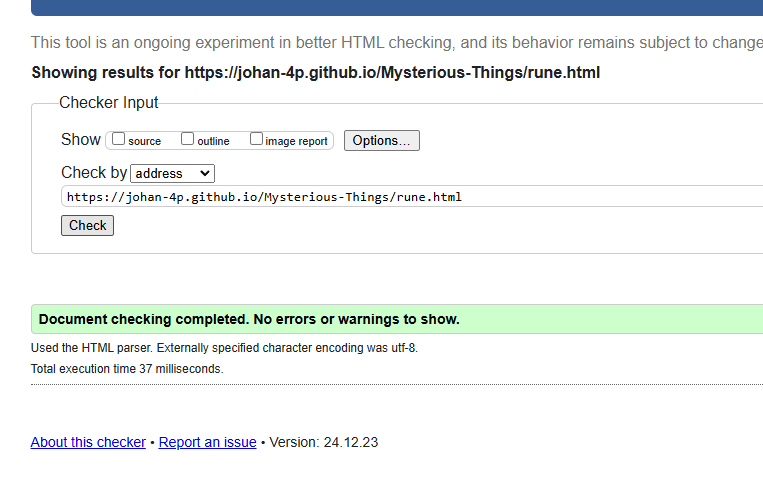 This tool is an ongoing experiment in better HTML checking, and its behavior remains subject to change
Showing results for https://johan-4p.github.io/Mysterious-Things/rune.html
Checker Input
Show source outline image report Options...
Check by address
https://johan-4p.github.io/Mysterious-Things/rune.html
Check
Document checking completed. No errors or warnings to show.
Used the HTML parser. Externally specified character encoding was utf-8.
Total execution time 37 milliseconds.
About this checker • Report an issue • Version: 24.12.23